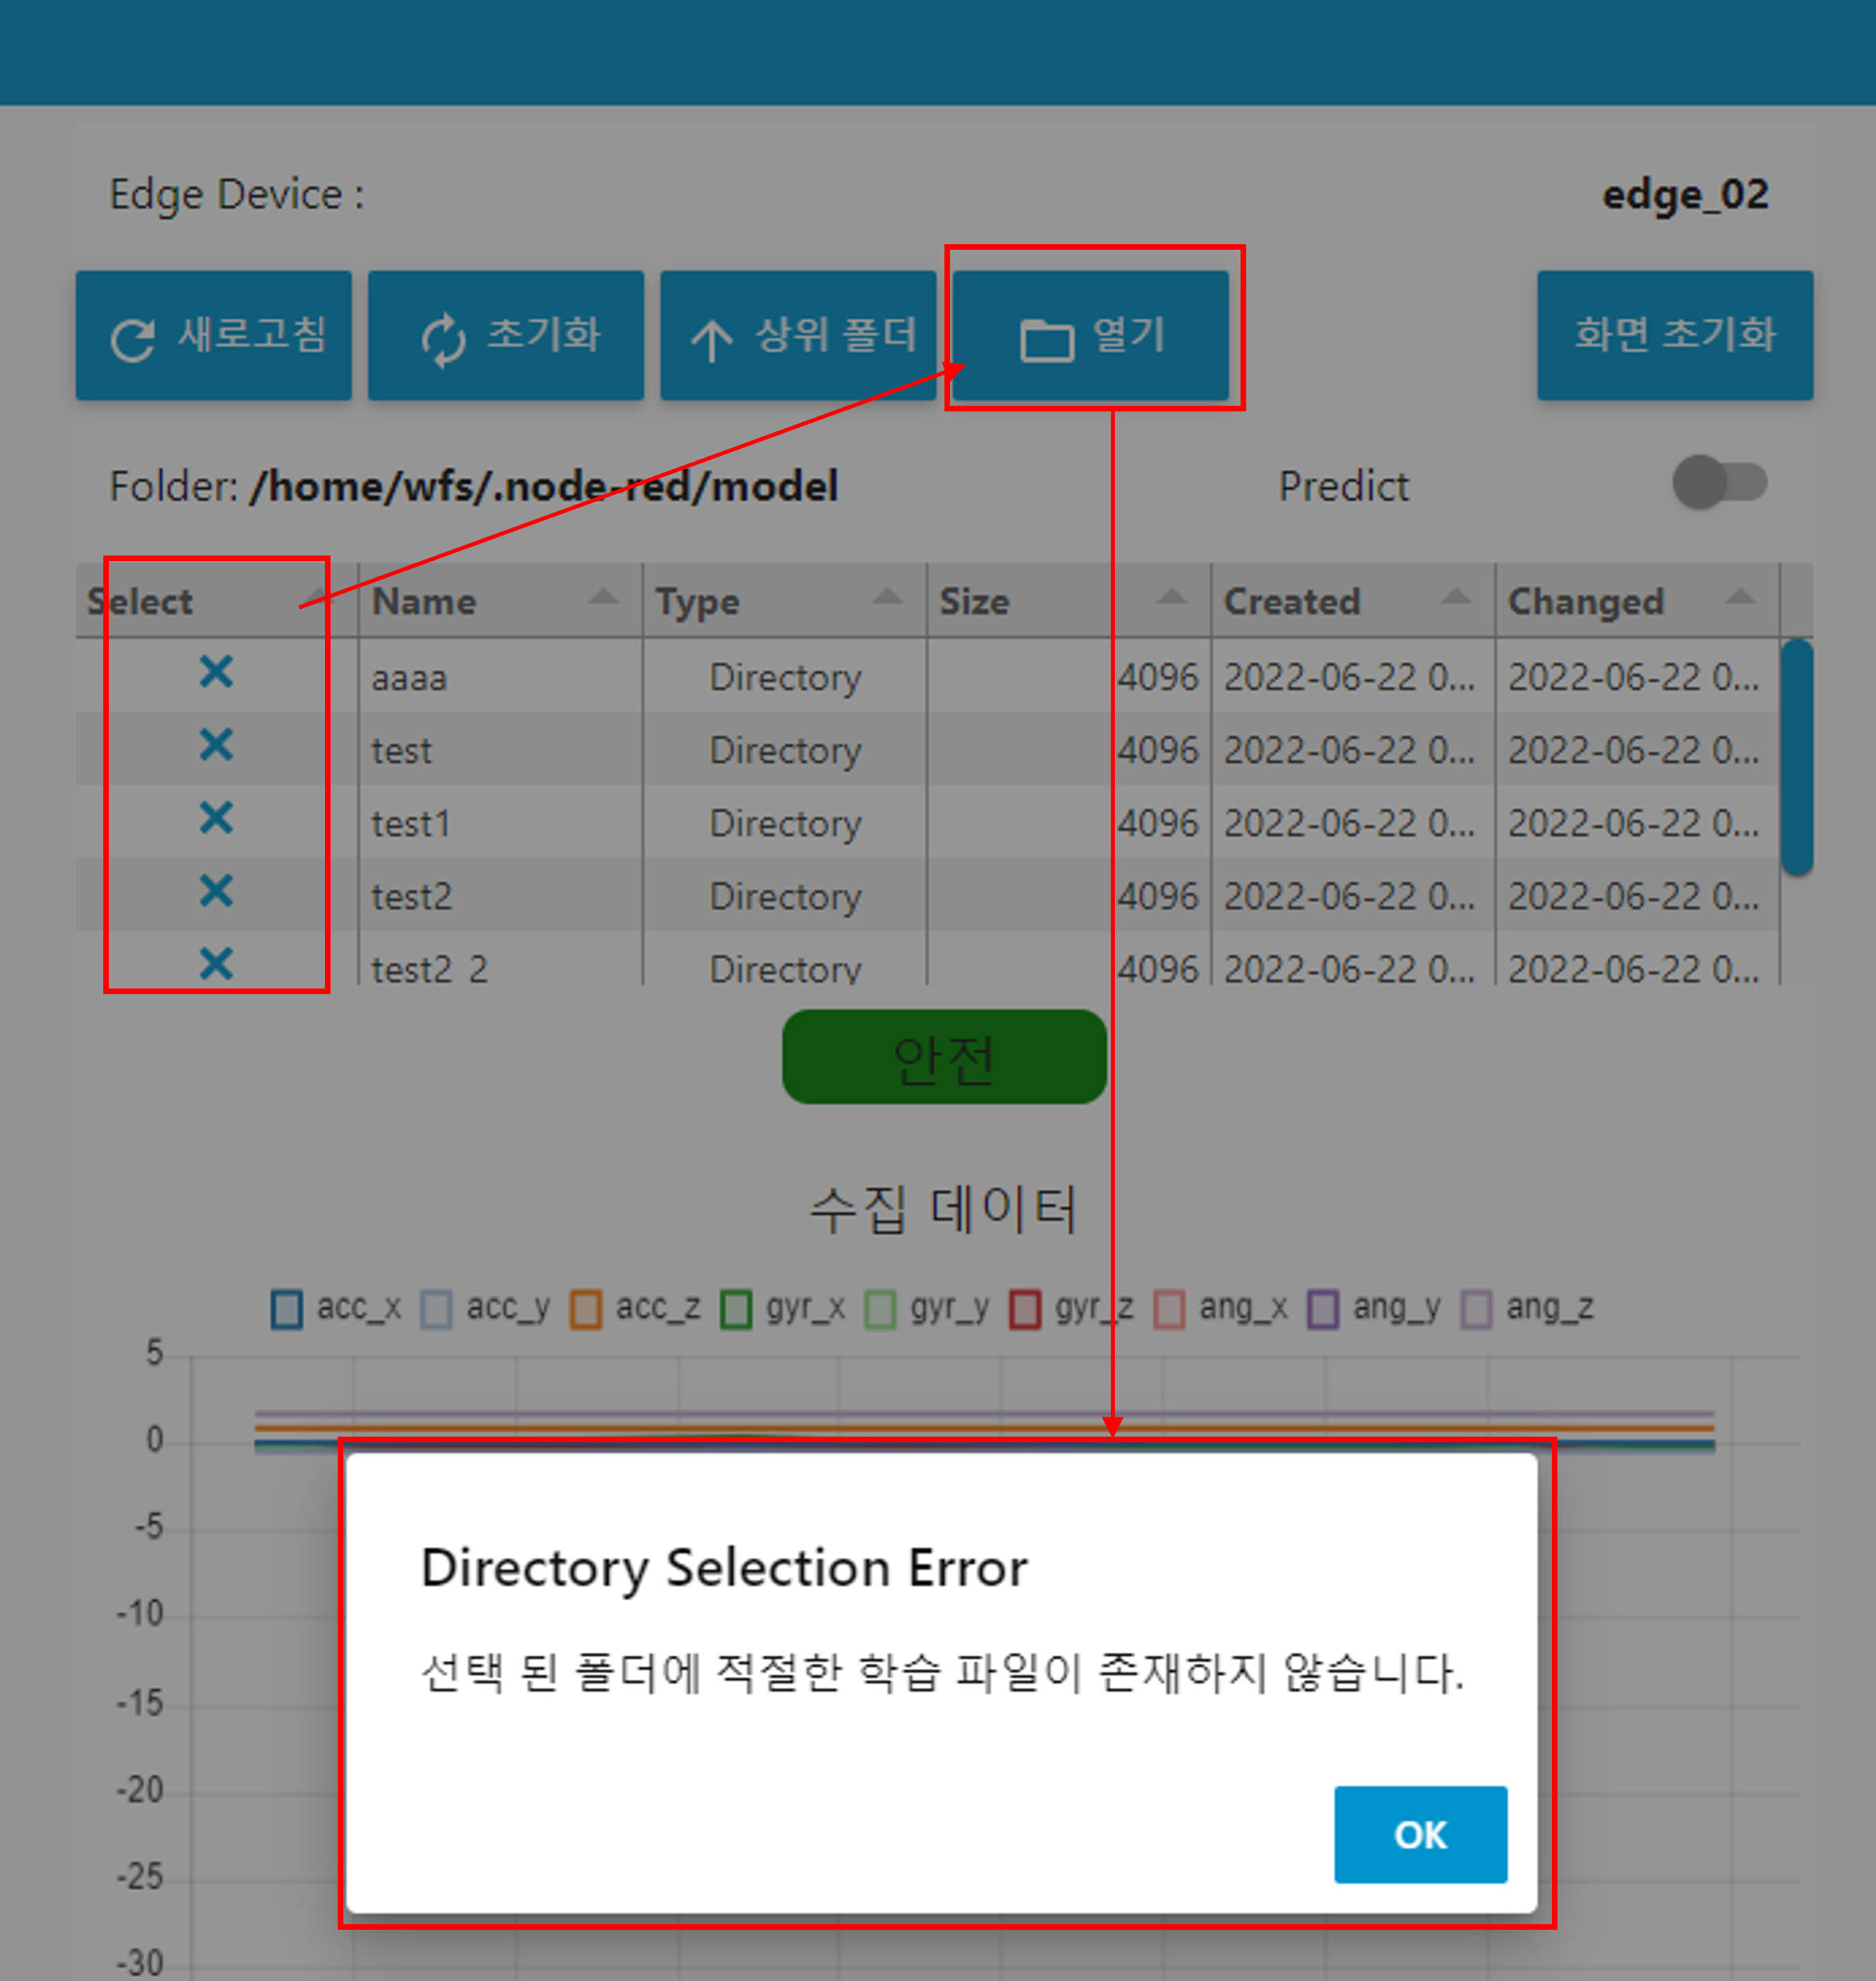 Edge Device : edge_02
새로고침 초기화 상위 폴더 열기 화면 초기화
Folder: /home/wfs/.node-red/model Predict
Select Name Type Size Created Changed
aaaa Directory 4096 2022-06-22 0... 2022-06-22 0...
test Directory 4096 2022-06-22 0... 2022-06-22 0...
test1 Directory 4096 2022-06-22 0... 2022-06-22 0...
test2 Directory 4096 2022-06-22 0... 2022-06-22 0...
test2_2 Directory 4096 2022-06-22 0... 2022-06-22 0...
안전
수집 데이터
acc_x acc_y acc_z gyr_x gyr_y gyr_z ang_x ang_y ang_z
5
0
-5
-10
-15
-20
-25
-30
Directory Selection Error
선택 된 폴더에 적절한 학습 파일이 존재하지 않습니다.
OK